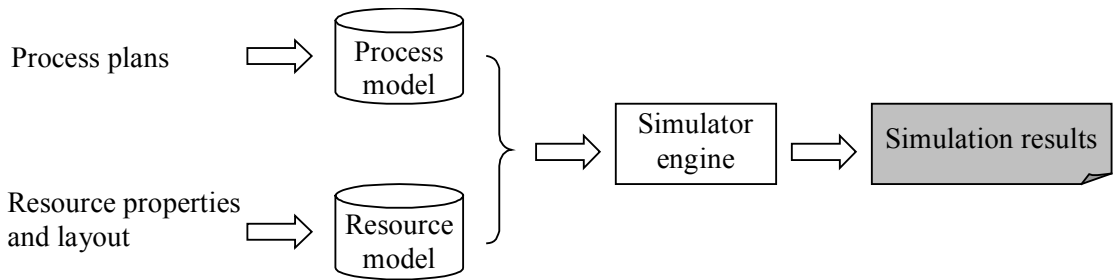 Process plans
Process
model
Resource properties
and layout
Resource
model
Simulator
engine
Simulation results